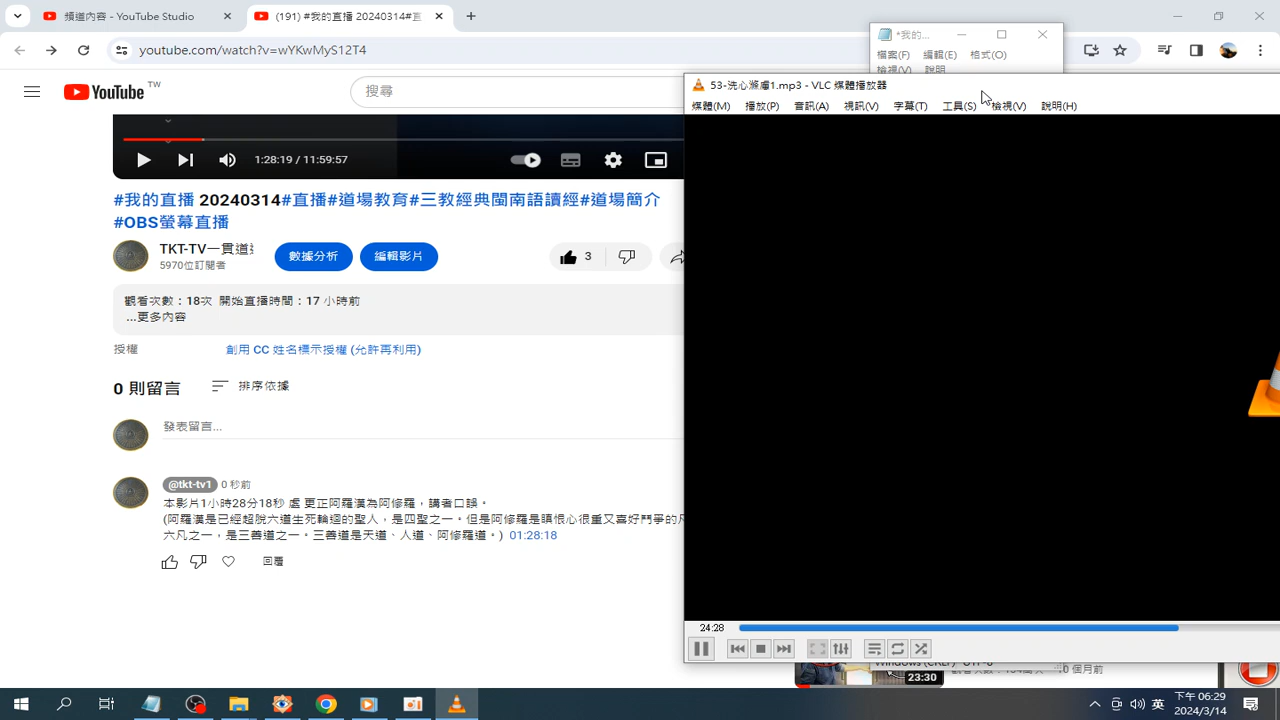 頻道內容 - YouTube Studio
(191) #我的直播 20240314#直
youtube.com/watch?v=wYKwMyS12T4
*我的...
檔案(F) 編輯(E) 格式(O)
檢視(V) 說明
YouTube TW
搜尋
53-洗心滌慮1.mp3 - VLC 媒體播放器
媒體(M) 播放(P) 音訊(A) 視訊(V) 字幕(T) 工具(S) 檢視(V) 說明(H)
1:28:19 / 11:59:57
#我的直播 20240314#直播#道場教育#三教經典閩南語讀經#道場簡介
#OBS螢幕直播
TKT-TV一貫道
5970位訂閱者
數據分析
編輯影片
3
觀看次數：18次 開始直播時間：17 小時前
...更多內容
授權
創用 CC 姓名標示授權 (允許再利用)
0 則留言
排序依據
發表留言...
@tkt-tv1 0 秒前
本影片1小時28分18秒 處 更正阿羅漢為阿修羅，講者口誤。
(阿羅漢是已經超脫六道生死輪迴的聖人，是四聖之一。但是阿修羅是瞋恨心很重又喜好鬥爭的凡
六凡之一，是三善道之一。三善道是天道、人道、阿修羅道。) 01:28:18
回覆
24:28
23:30
個月前
英
下午 06:29
2024/3/14